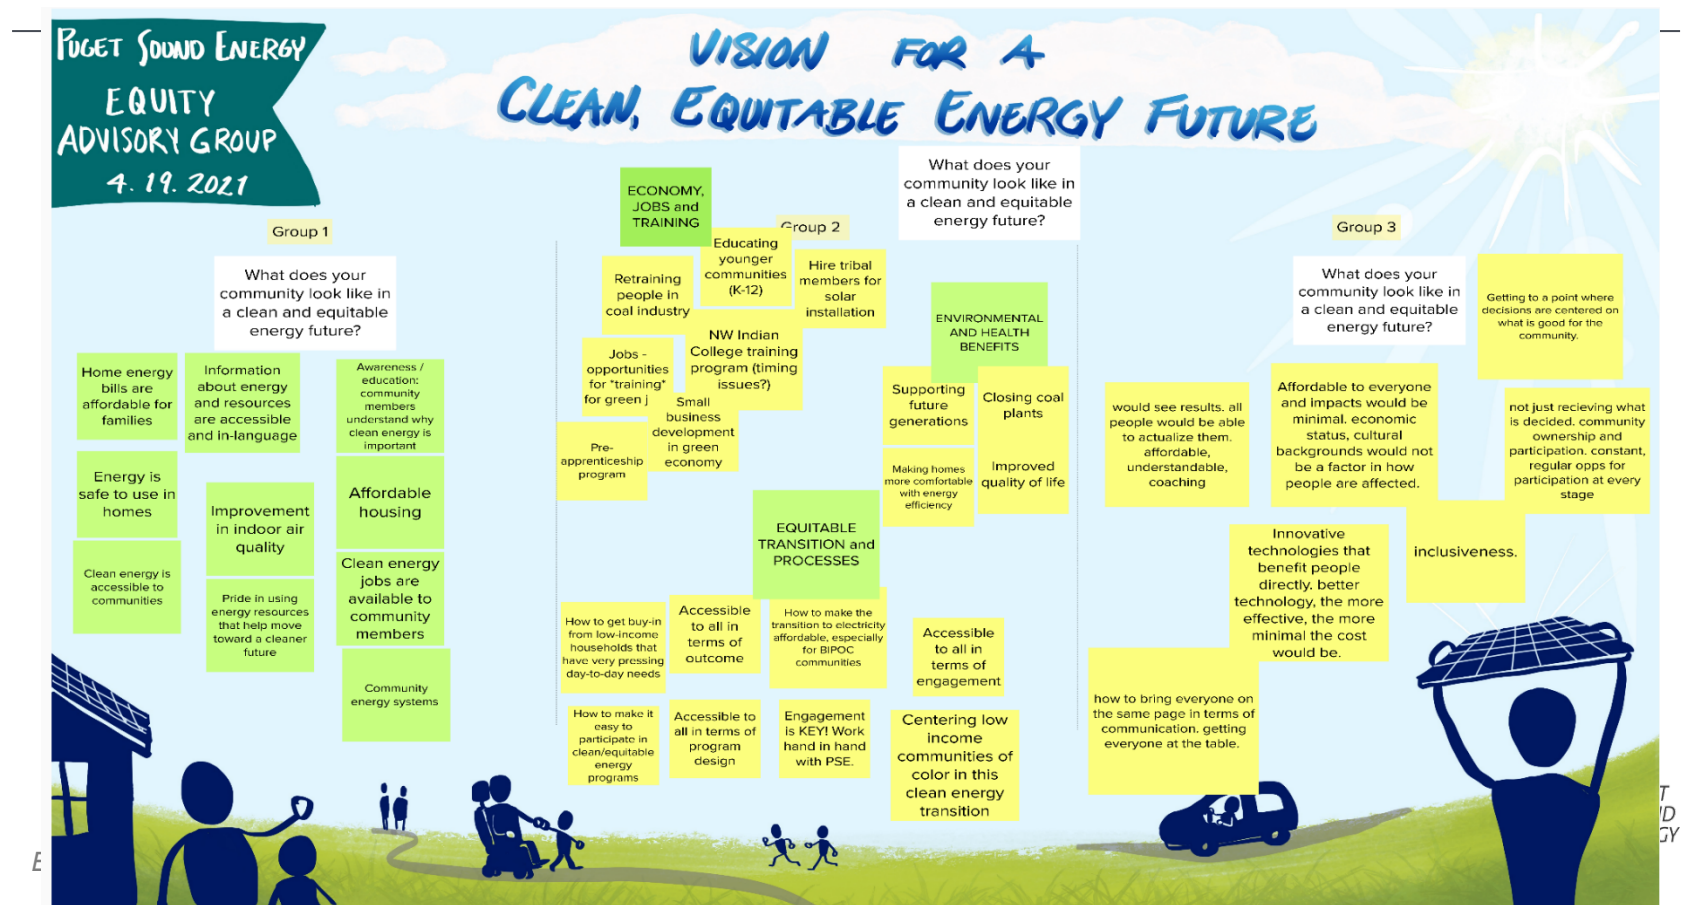 PUGET SOUND ENERGY
EQUITY
ADVISORY GROUP
4.19.2021
VISION FOR A
CLEAN, EQUITABLE ENERGY FUTURE
Group 1
What does your
community look like in
a clean and equitable
energy future?
Home energy
bills are
affordable for
families
Information
about energy
and resources
are accessible
and in-language
Awareness /
education:
community
members
understand why
clean energy is
important
Energy is
safe to use in
homes
Improvement
in indoor air
quality
Affordable
housing
Clean energy is
accessible to
communities
Pride in using
energy resources
that help move
toward a cleaner
future
Clean energy
jobs are
available to
community
members
Community
energy systems
Group 2
What does your
community look like in
a clean and equitable
energy future?
ECONOMY,
JOBS and
TRAINING
Educating
younger
communities
(K-12)
Hire tribal
members for
solar
installation
Retraining
people in
coal industry
NW Indian
College training
program (timing
issues?)
Jobs -
opportunities
for *training*
for green j
Small
business
development
in green
economy
Pre-
apprenticeship
program
ENVIRONMENTAL
AND HEALTH
BENEFITS
Supporting
future
generations
Closing coal
plants
Making homes
more comfortable
with energy
efficiency
Improved
quality of life
EQUITABLE
TRANSITION and
PROCESSES
How to get buy-in
from low-income
households that
have very pressing
day-to-day needs
Accessible
to all in
terms of
outcome
How to make the
transition to electricity
affordable, especially
for BIPOC
communities
Accessible
to all in
terms of
engagement
How to make it
easy to
participate in
clean/equitable
energy
programs
Accessible to
all in terms of
program
design
Engagement
is KEY! Work
hand in hand
with PSE.
Centering low
income
communities of
color in this
clean energy
transition
Group 3
What does your
community look like in
a clean and equitable
energy future?
Getting to a point where
decisions are centered on
what is good for the
community.
would see results. all
people would be able
to actualize them.
affordable,
understandable,
coaching
Affordable to everyone
and impacts would be
minimal. economic
status, cultural
backgrounds would not
be a factor in how
people are affected.
not just recieving what
is decided. community
ownership and
participation. constant,
regular opps for
participation at every
stage
Innovative
technologies that
benefit people
directly. better
technology, the more
effective, the more
minimal the cost
would be.
inclusiveness.
how to bring everyone on
the same page in terms of
communication. getting
everyone at the table.